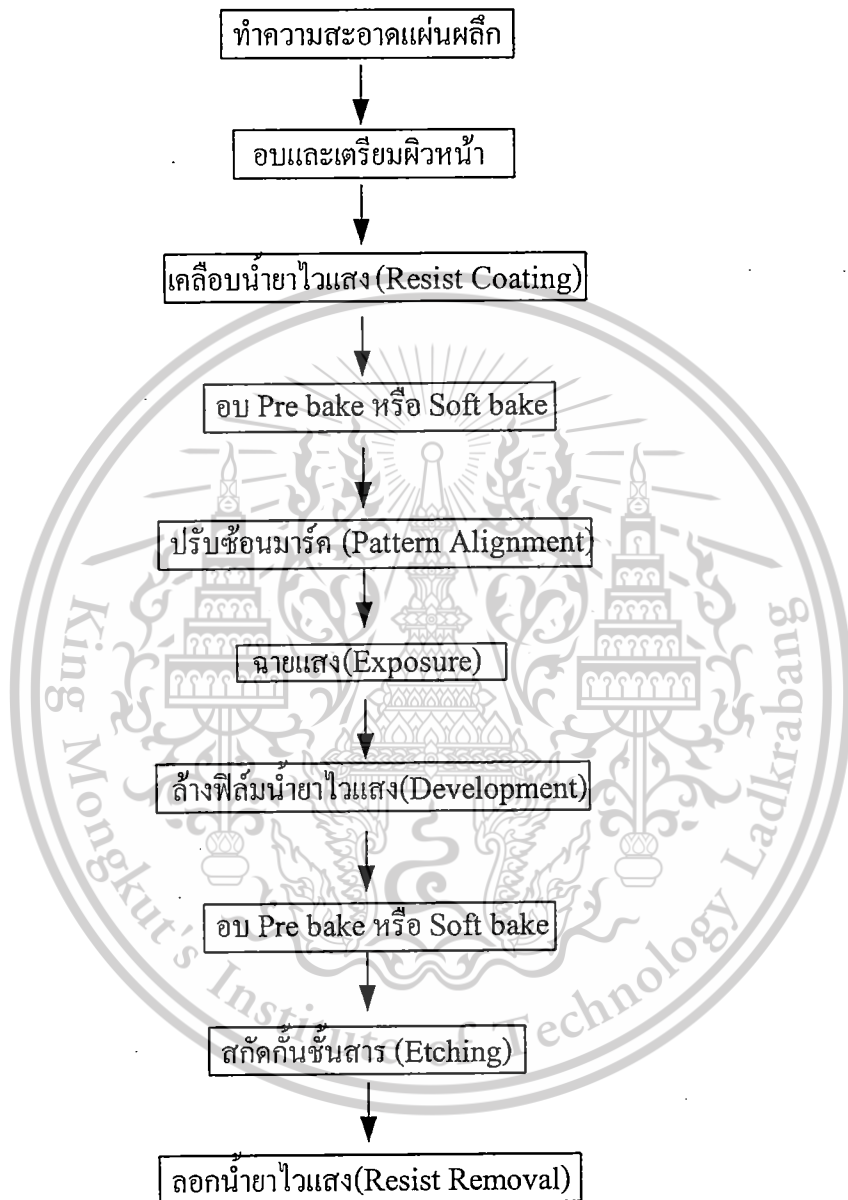 ทำความสะอาดแผ่นผลึก
อบและเตรียมผิวหน้า
เคลือบน้ำยาไวแสง (Resist Coating)
อบ Pre bake หรือ Soft bake
ปรับซ้อนมาร์ค (Pattern Alignment)
ฉายแสง(Exposure)
ล้างฟิล์มน้ำยาไวแสง(Development)
อบ Pre bake หรือ Soft bake
สกัดกั้นชั้นสาร (Etching)
ลอกน้ำยาไวแสง(Resist Removal)
King Mongkut's Institute of Technology Ladkrabang